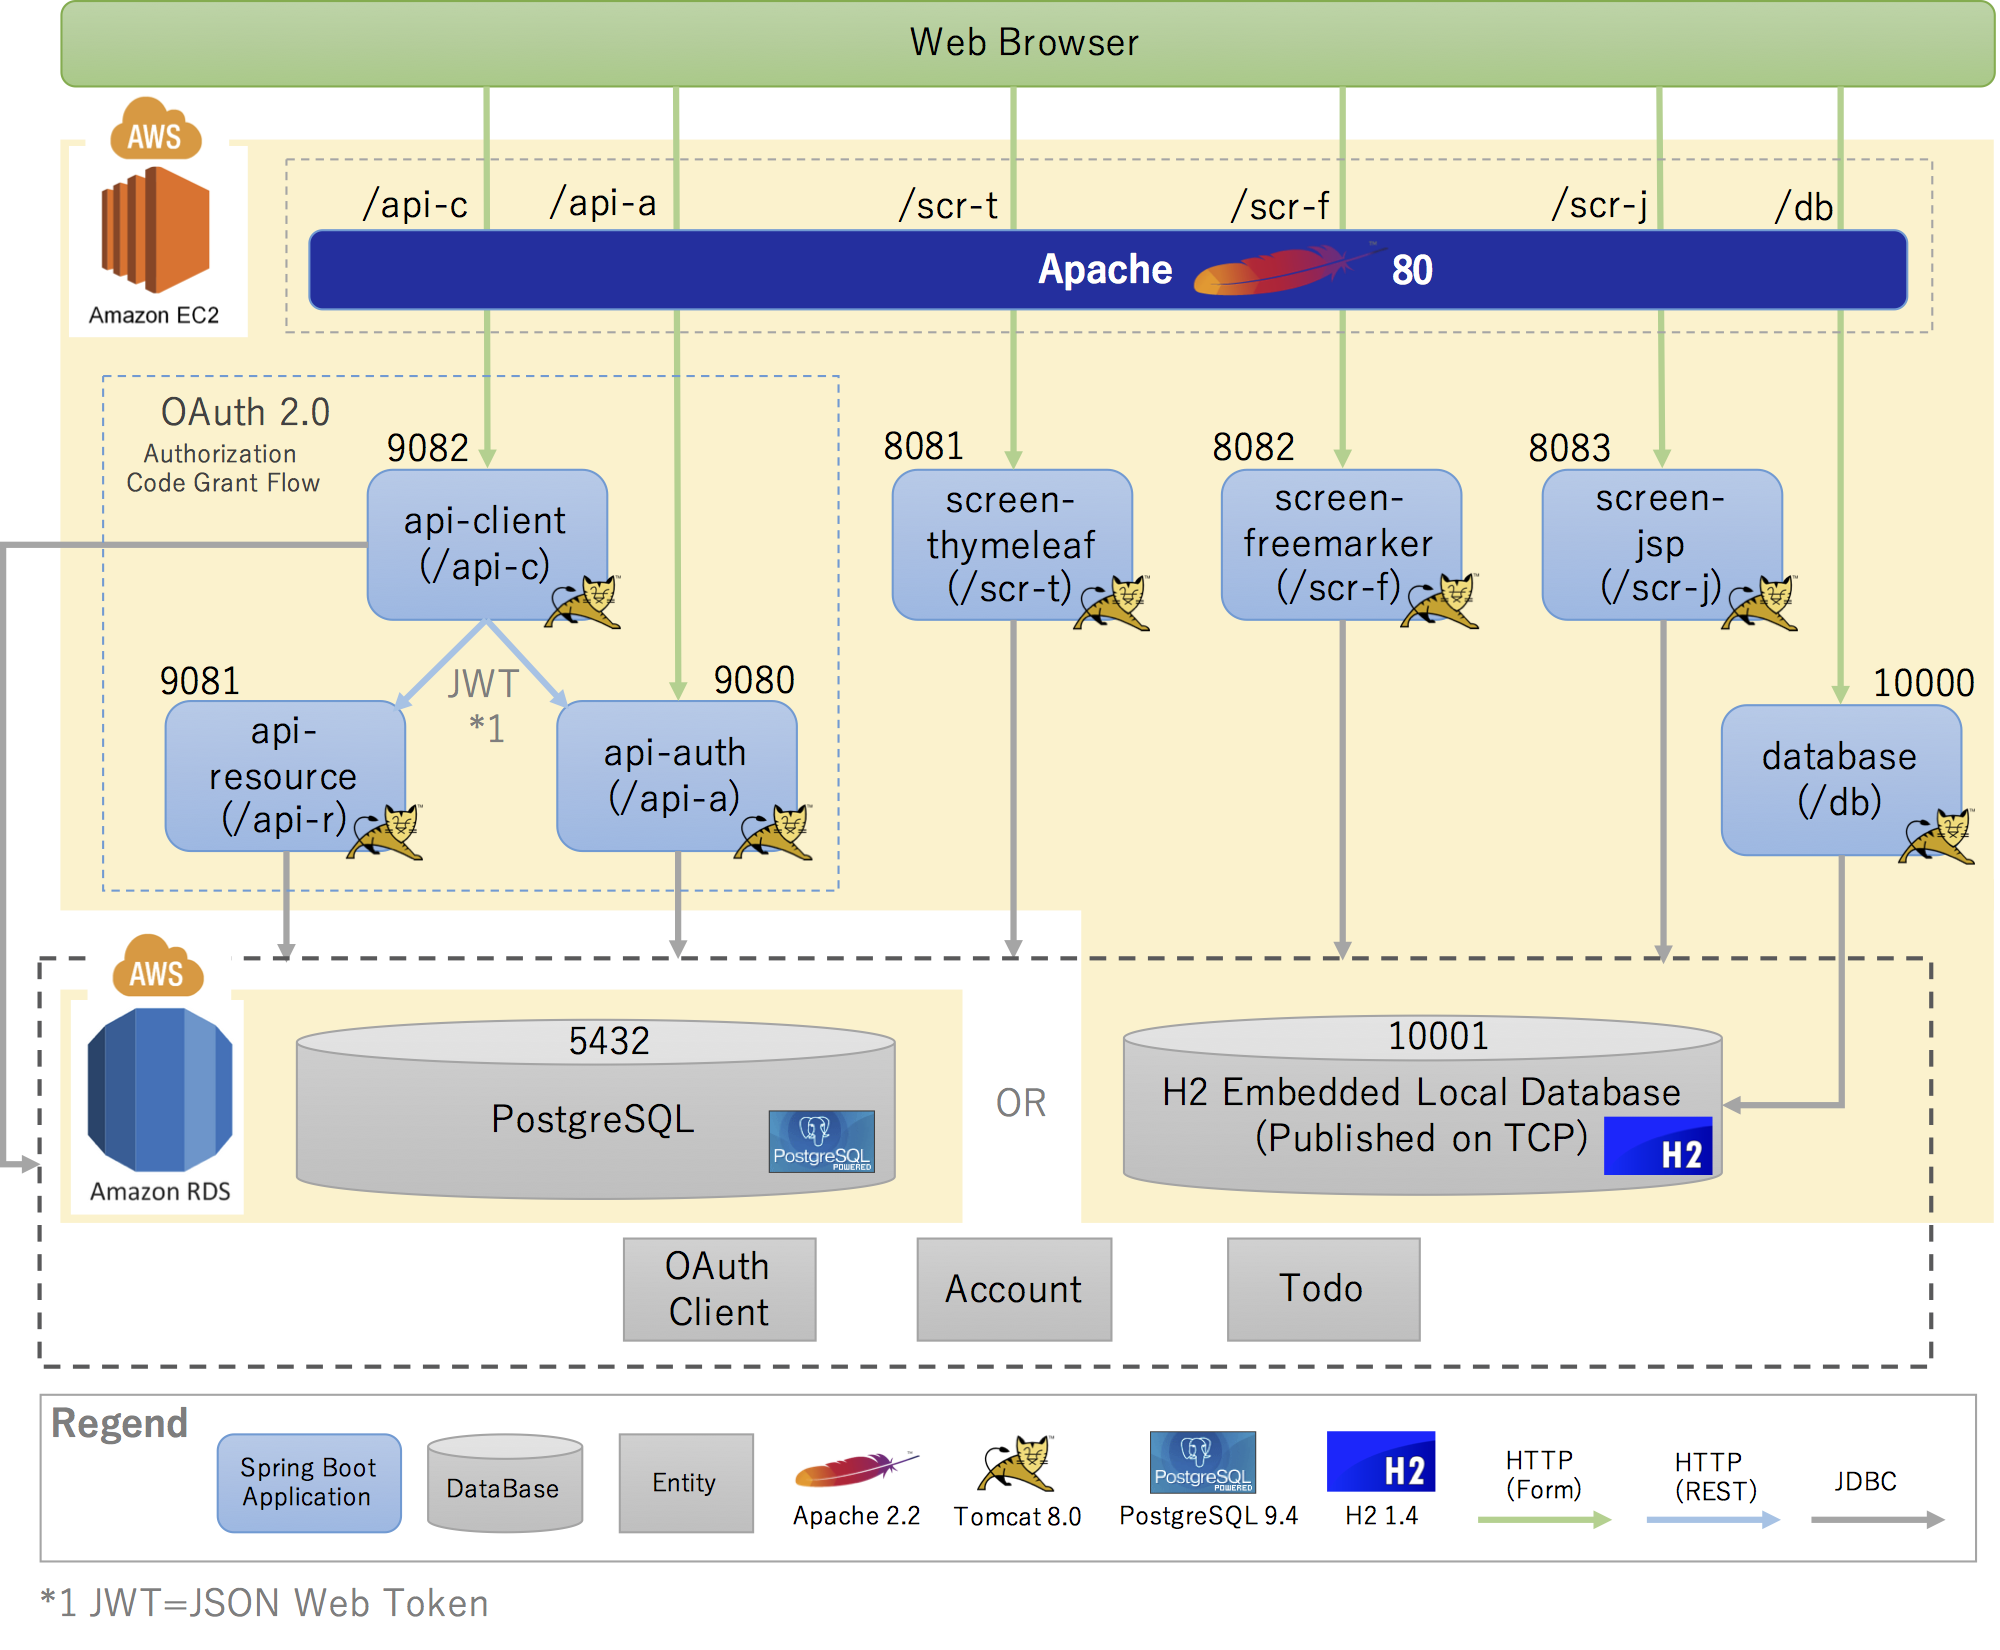 Web Browser
AWS
Amazon EC2
/api-c
/api-a
/scr-t
/scr-f
/scr-j
/db
Apache
80
OAuth 2.0
Authorization
Code Grant Flow
9082
api-client
(/api-c)
8081
screen-
thymeleaf
(/scr-t)
8082
screen-
freemarker
(/scr-f)
8083
screen-
jsp
(/scr-j)
JWT
*1
9081
api-
resource
(/api-r)
9080
api-auth
(/api-a)
10000
database
(/db)
AWS
Amazon RDS
5432
PostgreSQL
PostgreSQL
POWERED
OR
10001
H2 Embedded Local Database
(Published on TCP)
H2
OAuth
Client
Account
Todo
Regend
Spring Boot
Application
DataBase
Entity
Apache 2.2
Tomcat 8.0
PostgreSQL
POWERED
PostgreSQL 9.4
H2
H2 1.4
HTTP
(Form)
HTTP
(REST)
JDBC
*1 JWT=JSON Web Token